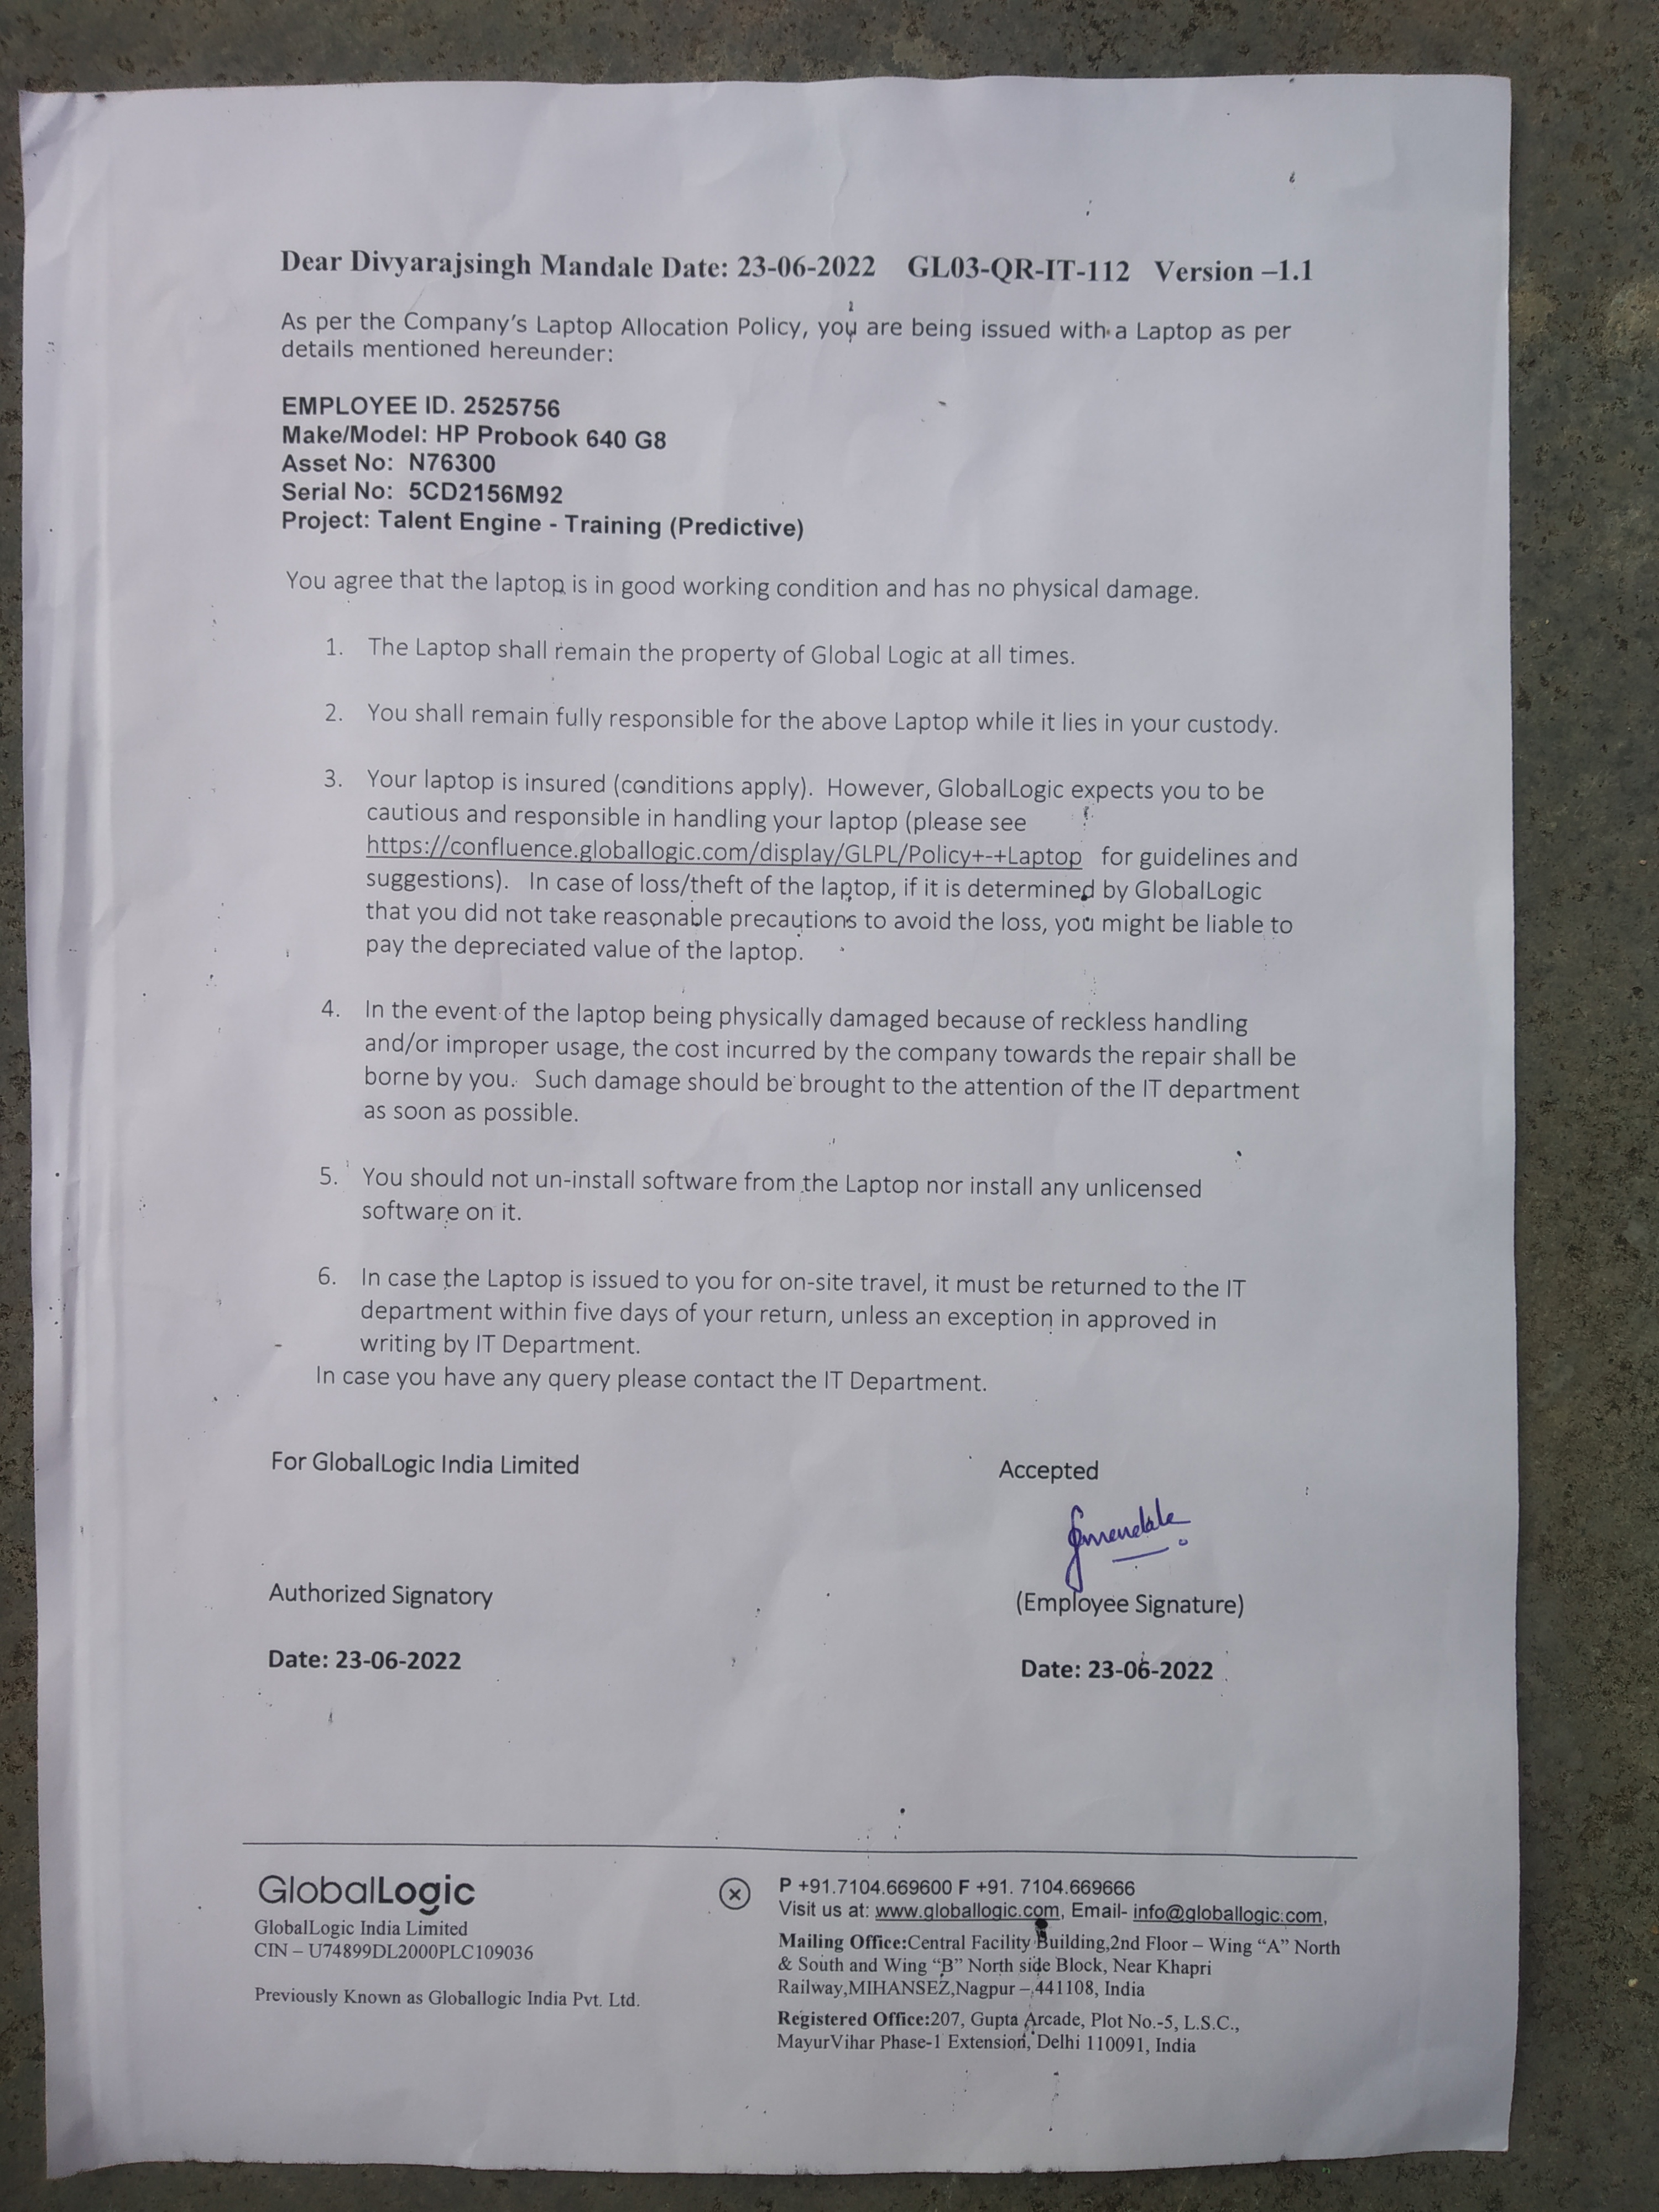 Dear Divyarajsingh Mandale Date: 23-06-2022 GL03-QR-IT-112 Version –1.1
As per the Company's Laptop Allocation Policy, you are being issued with a Laptop as per
details mentioned hereunder:
EMPLOYEE ID. 2525756
Make/Model: HP Probook 640 G8
Asset No: N76300
Serial No: 5CD2156M92
Project: Talent Engine - Training (Predictive)
You agree that the laptop is in good working condition and has no physical damage.
1. The Laptop shall remain the property of Global Logic at all times.
2. You shall remain fully responsible for the above Laptop while it lies in your custody.
3. Your laptop is insured (conditions apply). However, GlobalLogic expects you to be
cautious and responsible in handling your laptop (please see
https://confluence.globallogic.com/display/GLPL/Policy+-+Laptop for guidelines and
suggestions). In case of loss/theft of the laptop, if it is determined by GlobalLogic
that you did not take reasonable precautions to avoid the loss, you might be liable to
pay the depreciated value of the laptop.
4. In the event of the laptop being physically damaged because of reckless handling
and/or improper usage, the cost incurred by the company towards the repair shall be
borne by you. Such damage should be brought to the attention of the IT department
as soon as possible.
5. You should not un-install software from the Laptop nor install any unlicensed
software on it.
6. In case the Laptop is issued to you for on-site travel, it must be returned to the IT
department within five days of your return, unless an exception in approved in
writing by IT Department.
In case you have any query please contact the IT Department.
For GlobalLogic India Limited
Accepted
Authorized Signatory
(Employee Signature)
Date: 23-06-2022
Date: 23-06-2022
GlobalLogic
GlobalLogic India Limited
CIN – U74899DL2000PLC109036
Previously Known as Globallogic India Pvt. Ltd.
P +91.7104.669600 F +91. 7104.669666
Visit us at: www.globallogic.com, Email- info@globallogic.com,
Mailing Office:Central Facility Building,2nd Floor – Wing “A” North
& South and Wing “B” North side Block, Near Khapri
Railway,MIHANSEZ,Nagpur – 441108, India
Registered Office:207, Gupta Arcade, Plot No.-5, L.S.C.,
MayurVihar Phase-1 Extension, Delhi 110091, India